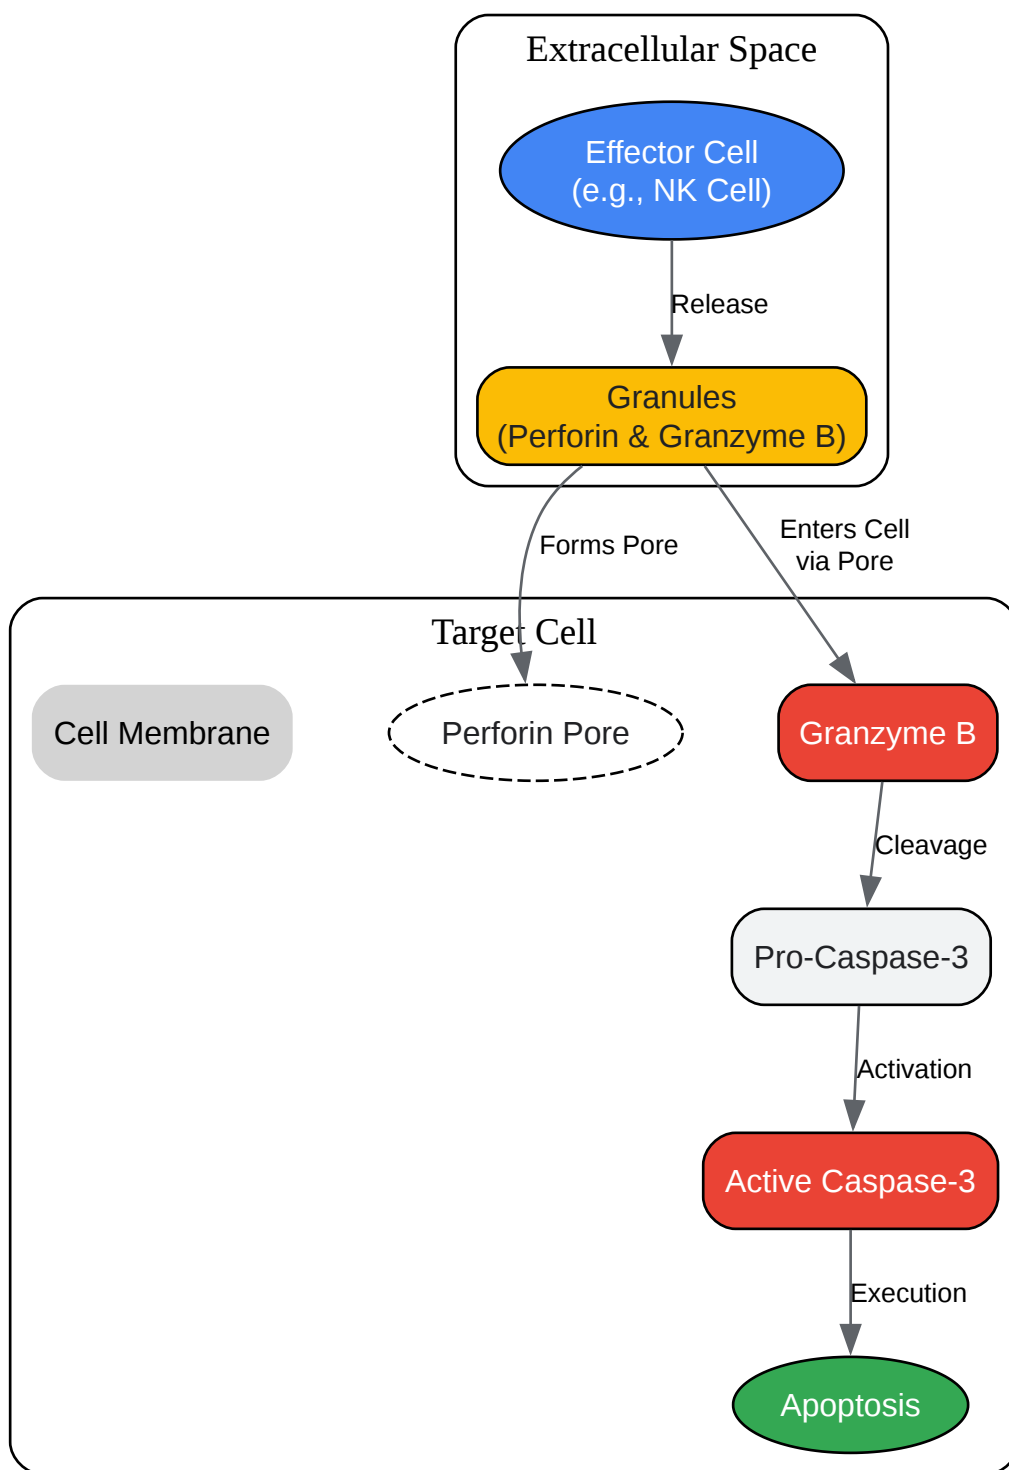 Extracellular Space
Effector Cell
(e.g., NK Cell)
Release
Granules
(Perforin & Granzyme B)
Forms Pore
Enters Cell
via Pore
Target Cell
Cell Membrane
Perforin Pore
Granzyme B
Cleavage
Pro-Caspase-3
Activation
Active Caspase-3
Execution
Apoptosis